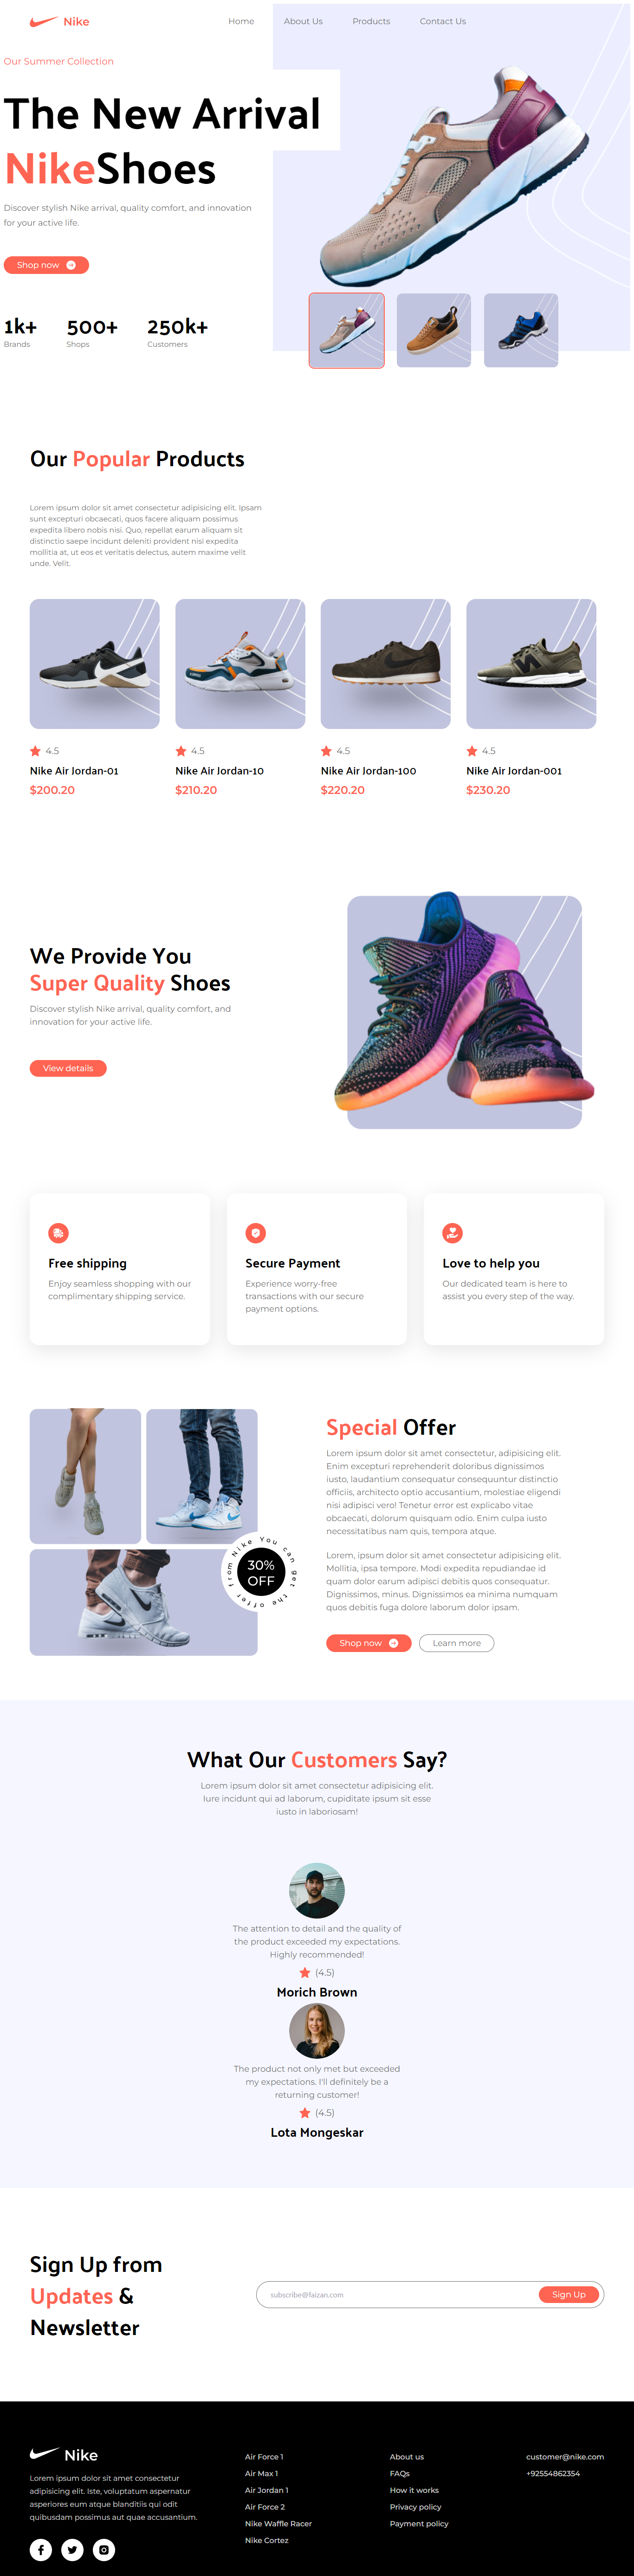 Nike
Home
About Us
Products
Contact Us
Our Summer Collection
The New Arrival
NikeShoes
Discover stylish Nike arrival, quality comfort, and innovation
for your active life.
Shop now
1k+
500+
250k+
Brands
Shops
Customers
Our Popular Products
Lorem ipsum dolor sit amet consectetur adipisicing elit. Ipsam
sunt excepturi obcaecati, quos facere aliquam possimus
expedita libero nobis nisi. Quo, repellat earum aliquam sit
distinctio saepe incidunt deleniti provident nisi expedita
mollitia at, ut eos et veritatis delectus, autem maxime velit
unde. Velit.
4.5
4.5
4.5
4.5
Nike Air Jordan-01
Nike Air Jordan-10
Nike Air Jordan-100
Nike Air Jordan-001
$200.20
$210.20
$220.20
$230.20
We Provide You
Super Quality Shoes
Discover stylish Nike arrival, quality comfort, and
innovation for your active life.
View details
Free shipping
Enjoy seamless shopping with our
complimentary shipping service.
Secure Payment
Experience worry-free
transactions with our secure
payment options.
Love to help you
Our dedicated team is here to
assist you every step of the way.
You can get the offer from Nike
30%
OFF
Special Offer
Lorem ipsum dolor sit amet consectetur, adipisicing elit.
Enim excepturi reprehenderit doloribus dignissimos
iusto, laudantium consequatur consequuntur distinctio
officiis, architecto optio accusantium, molestiae eligendi
nisi adipisci vero! Tenetur error est explicabo vitae
obcaecati, dolorum quisquam odio. Enim culpa iusto
necessitatibus nam quis, tempora atque.
Lorem, ipsum dolor sit amet consectetur adipisicing elit.
Mollitia, ipsa tempore. Modi expedita repudiandae id
quam dolor earum adipisci debitis quos consequatur.
Dignissimos, minus. Dignissimos ea minima numquam
quos debitis fuga dolore laborum dolor ipsam.
Shop now
Learn more
What Our Customers Say?
Lorem ipsum dolor sit amet consectetur adipisicing elit.
Iure incidunt qui ad laborum, cupiditate ipsum sit esse
iusto in laboriosam!
The attention to detail and the quality of
the product exceeded my expectations.
Highly recommended!
(4.5)
Morich Brown
The product not only met but exceeded
my expectations. I'll definitely be a
returning customer!
(4.5)
Lota Mongeskar
Sign Up from
Updates &
Newsletter
subscribe@faizan.com
Sign Up
Nike
Lorem ipsum dolor sit amet consectetur
adipisicing elit. Iste, voluptatum aspernatur
asperiores eum atque blanditiis qui odit
quibusdam possimus aut quae accusantium.
Air Force 1
Air Max 1
Air Jordan 1
Air Force 2
Nike Waffle Racer
Nike Cortez
About us
FAQs
How it works
Privacy policy
Payment policy
customer@nike.com
+92554862354